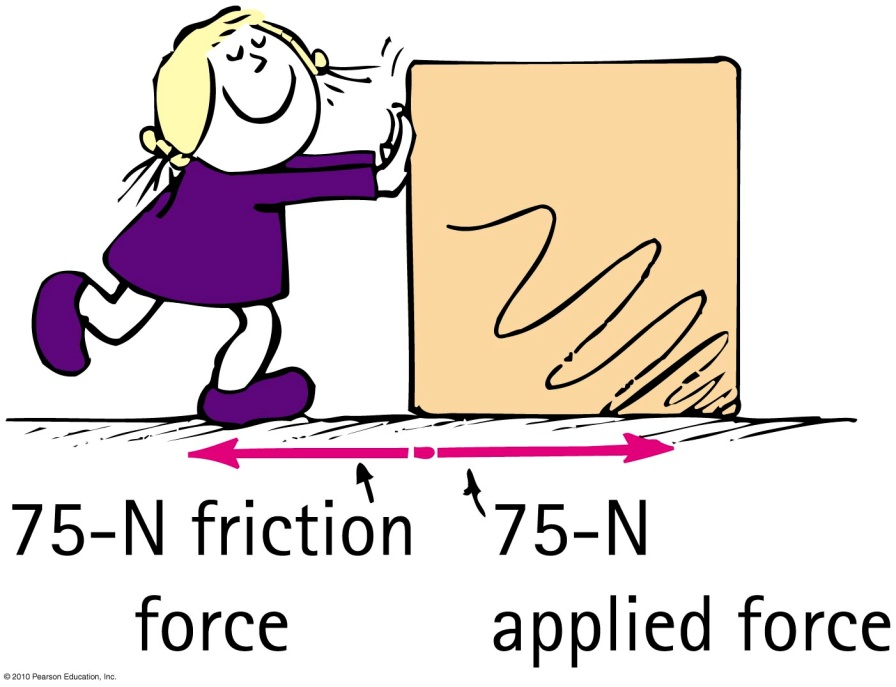 75-N friction
force
75-N
applied force
© 2010 Pearson Education, Inc.